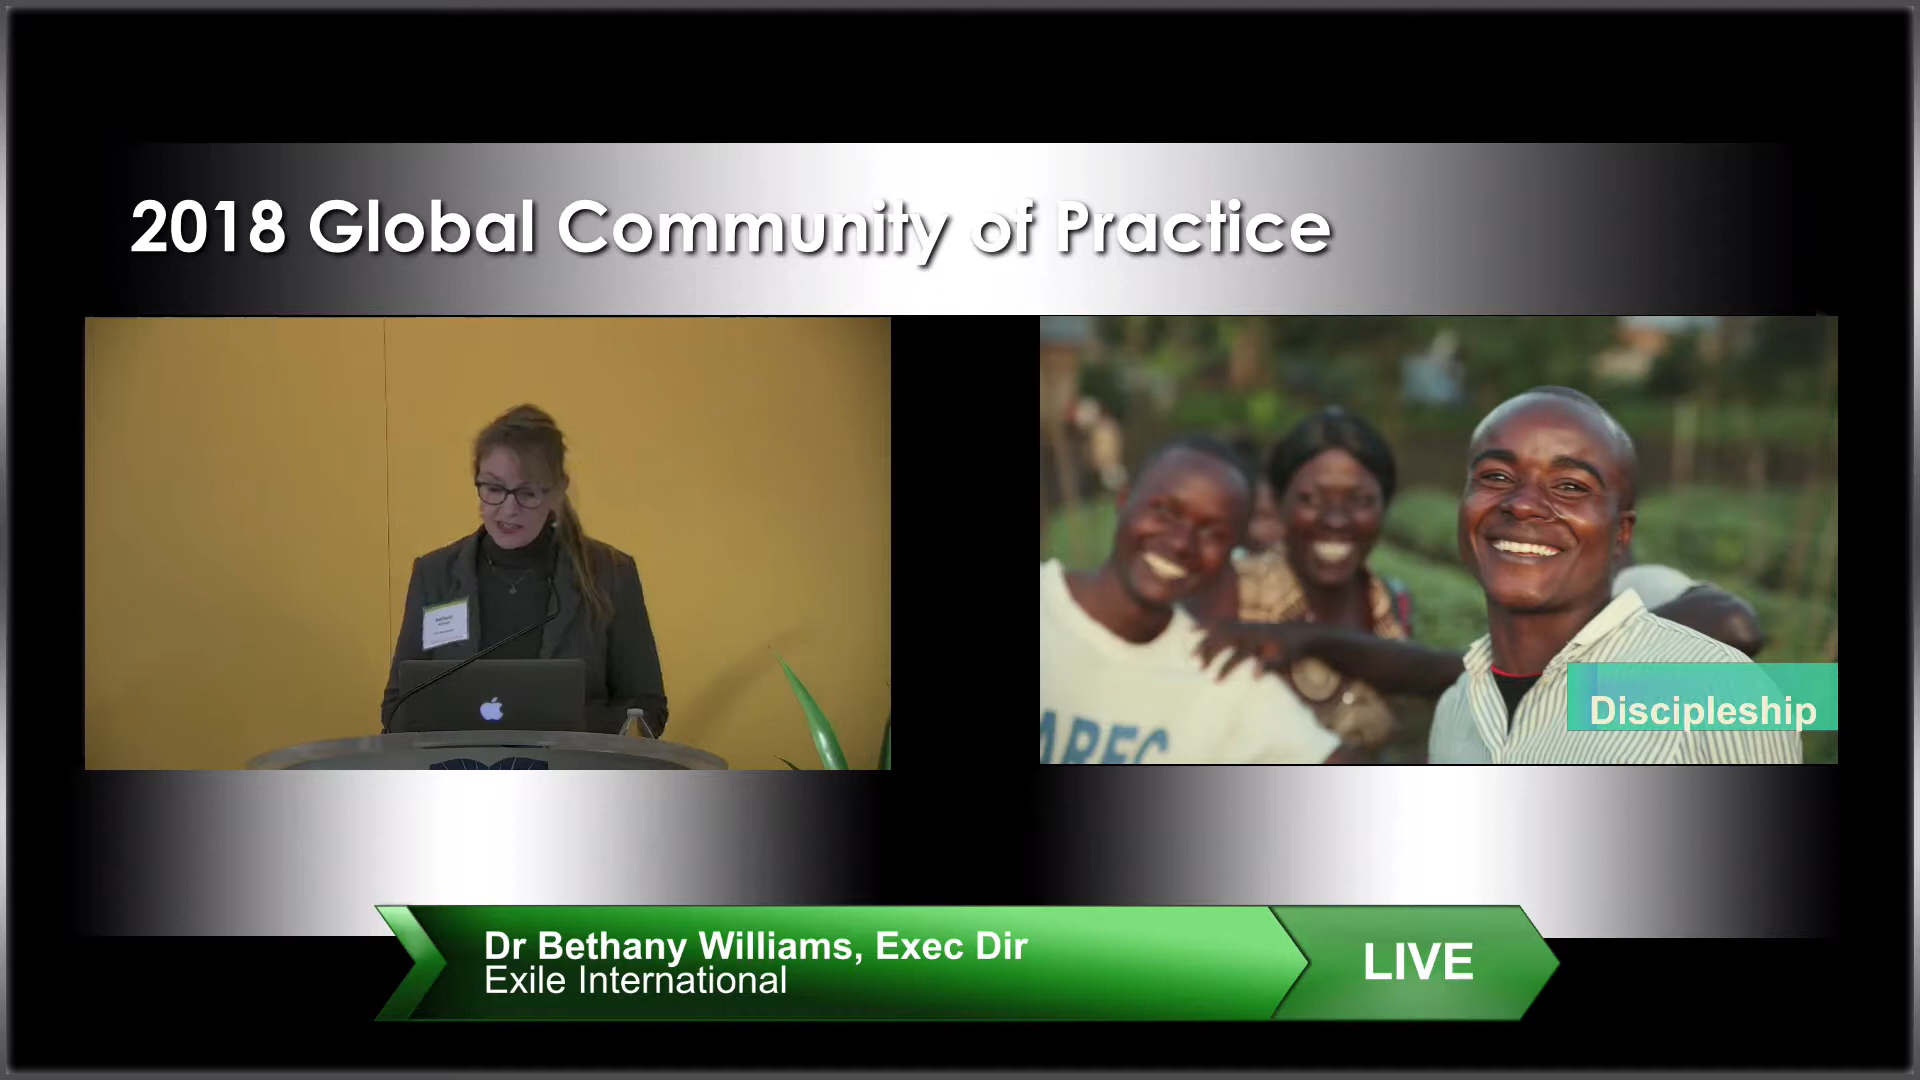 2018 Global Community of Practice
Discipleship
Dr Bethany Williams, Exec Dir
Exile International
LIVE